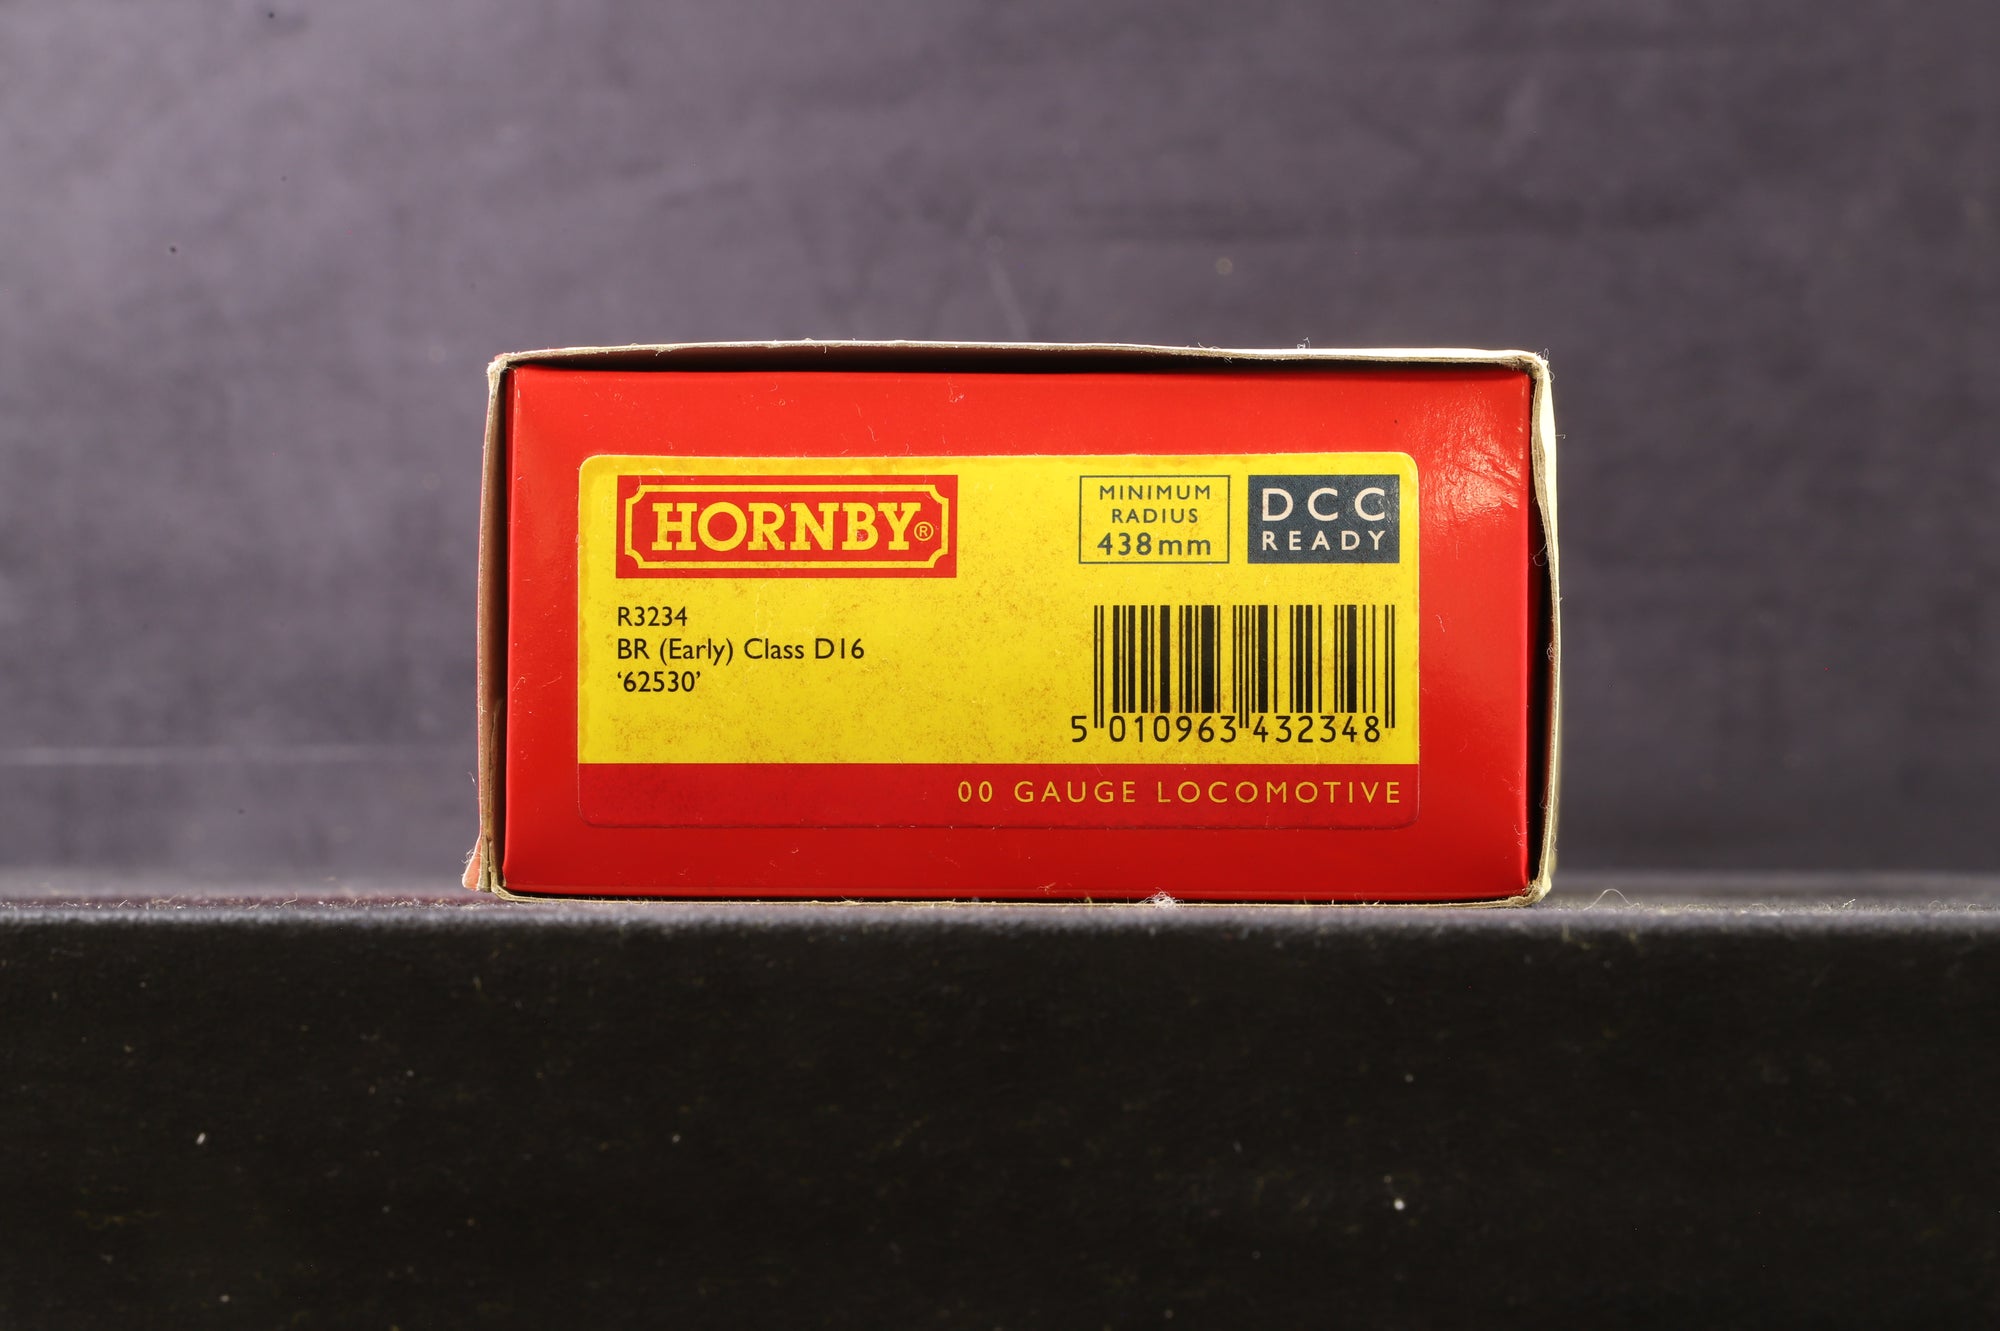 HORNBY®
MINIMUM
RADIUS
438mm
DCC
READY
R3234
BR (Early) Class D16
‘62530’
5 010963 432348
00 GAUGE LOCOMOTIVE